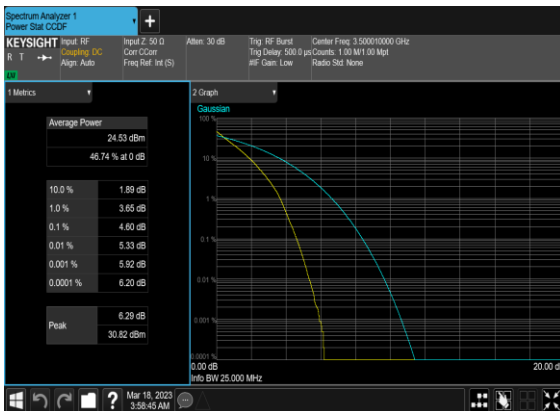 Spectrum Analyzer 1
Power Stat CCDF
+
KEYSIGHT
R T
LV
Input: RF
Coupling: DC
Align: Auto
Input Z: 50 Ω
Corr CCorr
Freq Ref: Int (S)
Atten: 30 dB
Trig: RF Burst
Trig Delay: 500.0 µs
#IF Gain: Low
Center Freq: 3.500010000 GHz
Counts: 1.00 M/1.00 Mpt
Radio Std: None
1 Metrics
Average Power
24.53 dBm
46.74 % at 0 dB
10.0 % 1.89 dB
1.0 % 3.65 dB
0.1 % 4.60 dB
0.01 % 5.33 dB
0.001 % 5.92 dB
0.0001 % 6.20 dB
Peak
6.29 dB
30.82 dBm
2 Graph
Gaussian
100 %
10 %
1 %
0.1 %
0.01 %
0.001 %
0.0001 %
0.00 dB
20.00 d
Info BW 25.000 MHz
?
Mar 18, 2023
3:58:45 AM